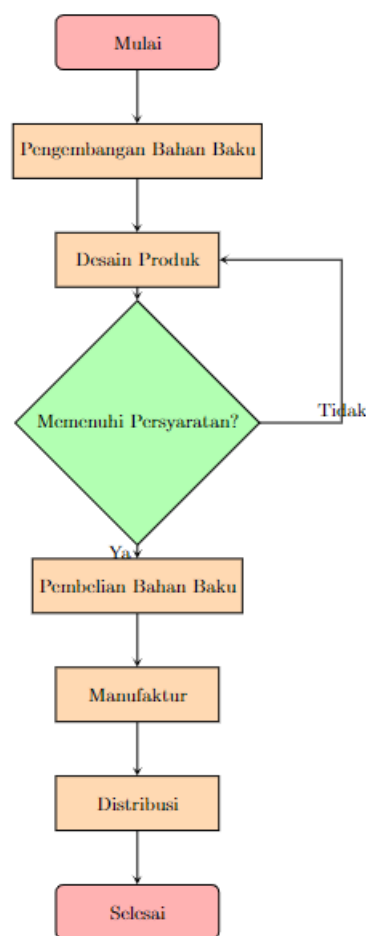 Mulai
Pengembangan Bahan Baku
Desain Produk
Memenuhi Persyaratan?
Tidak
Ya
Pembelian Bahan Baku
Manufaktur
Distribusi
Selesai